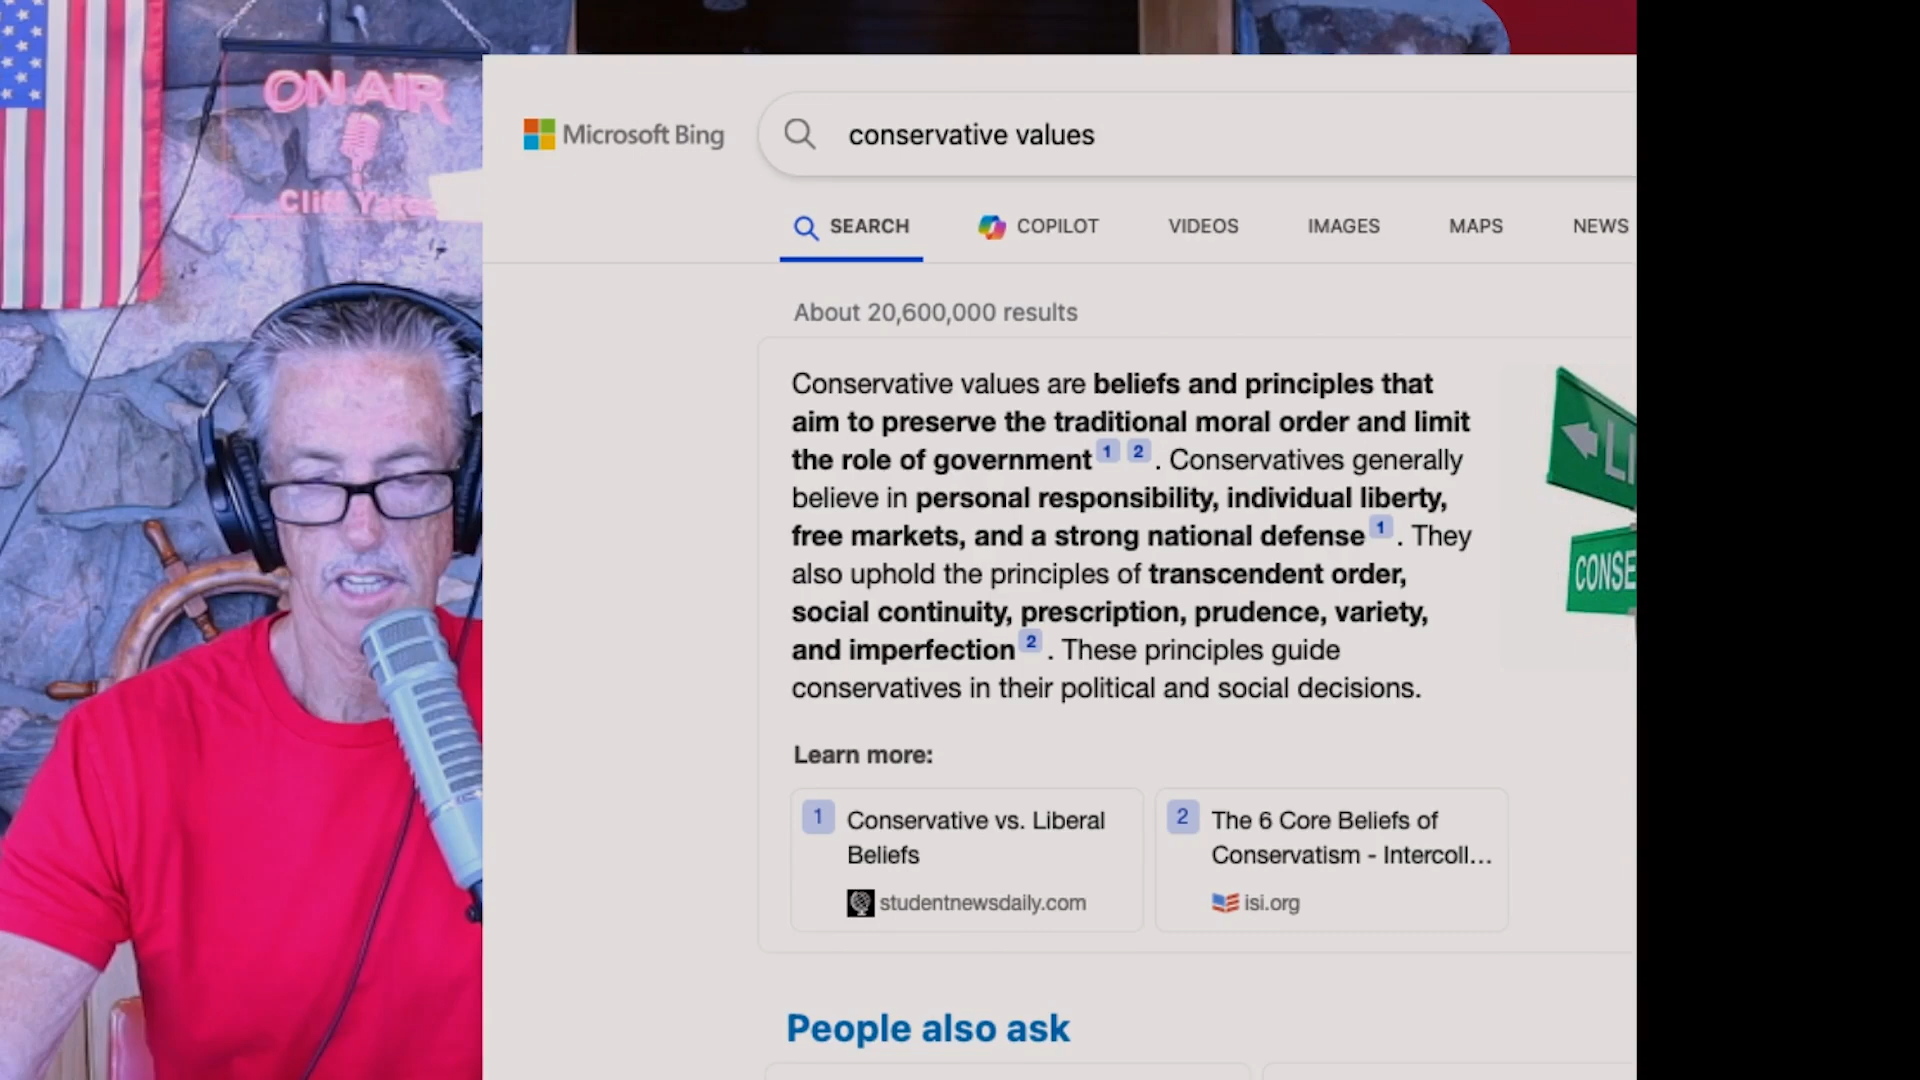 ON AIR
Cliff Yates
Microsoft Bing
conservative values
SEARCH
COPILOT
VIDEOS
IMAGES
MAPS
NEWS
About 20,600,000 results
Conservative values are beliefs and principles that
aim to preserve the traditional moral order and limit
the role of government 1 2 . Conservatives generally
believe in personal responsibility, individual liberty,
free markets, and a strong national defense 1 . They
also uphold the principles of transcendent order,
social continuity, prescription, prudence, variety,
and imperfection 2 . These principles guide
conservatives in their political and social decisions.
LI
CONSE
Learn more:
1 Conservative vs. Liberal
Beliefs
studentnewsdaily.com
2 The 6 Core Beliefs of
Conservatism - Intercoll...
isi.org
People also ask